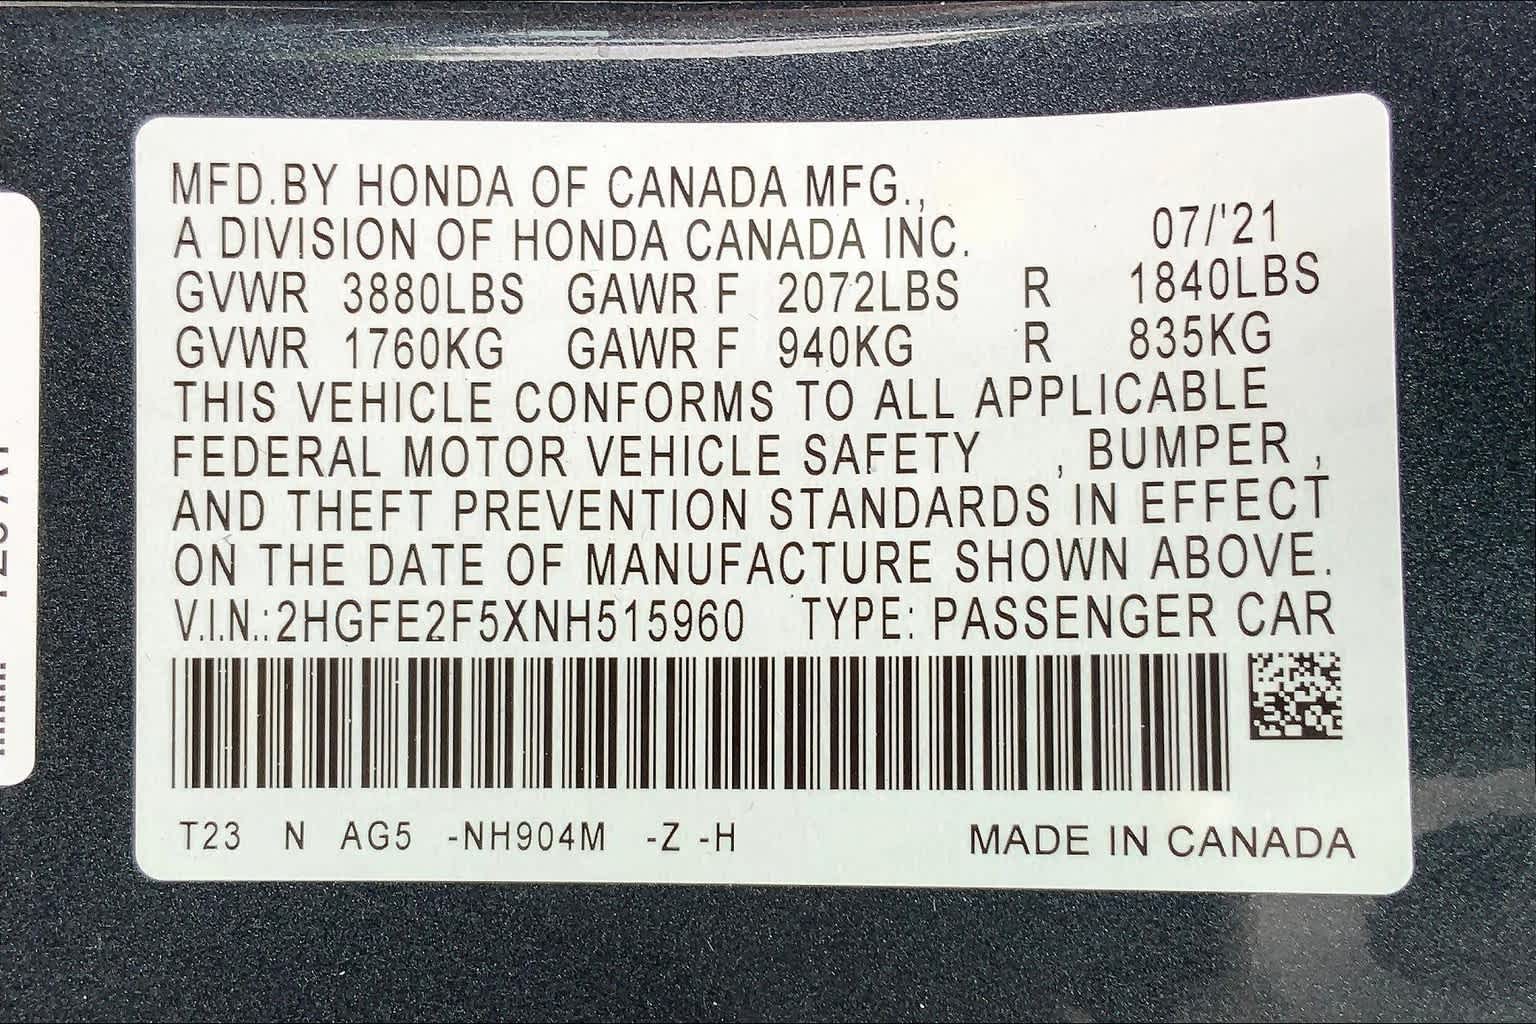 MFD.BY HONDA OF CANADA MFG.,
A DIVISION OF HONDA CANADA INC. 07/'21
GVWR 3880LBS GAWR F 2072LBS R 1840LBS
GVWR 1760KG GAWR F 940KG R 835KG
THIS VEHICLE CONFORMS TO ALL APPLICABLE
FEDERAL MOTOR VEHICLE SAFETY , BUMPER ,
AND THEFT PREVENTION STANDARDS IN EFFECT
ON THE DATE OF MANUFACTURE SHOWN ABOVE.
V.I.N.:2HGFE2F5XNH515960 TYPE: PASSENGER CAR
T23 N AG5 -NH904M -Z -H MADE IN CANADA